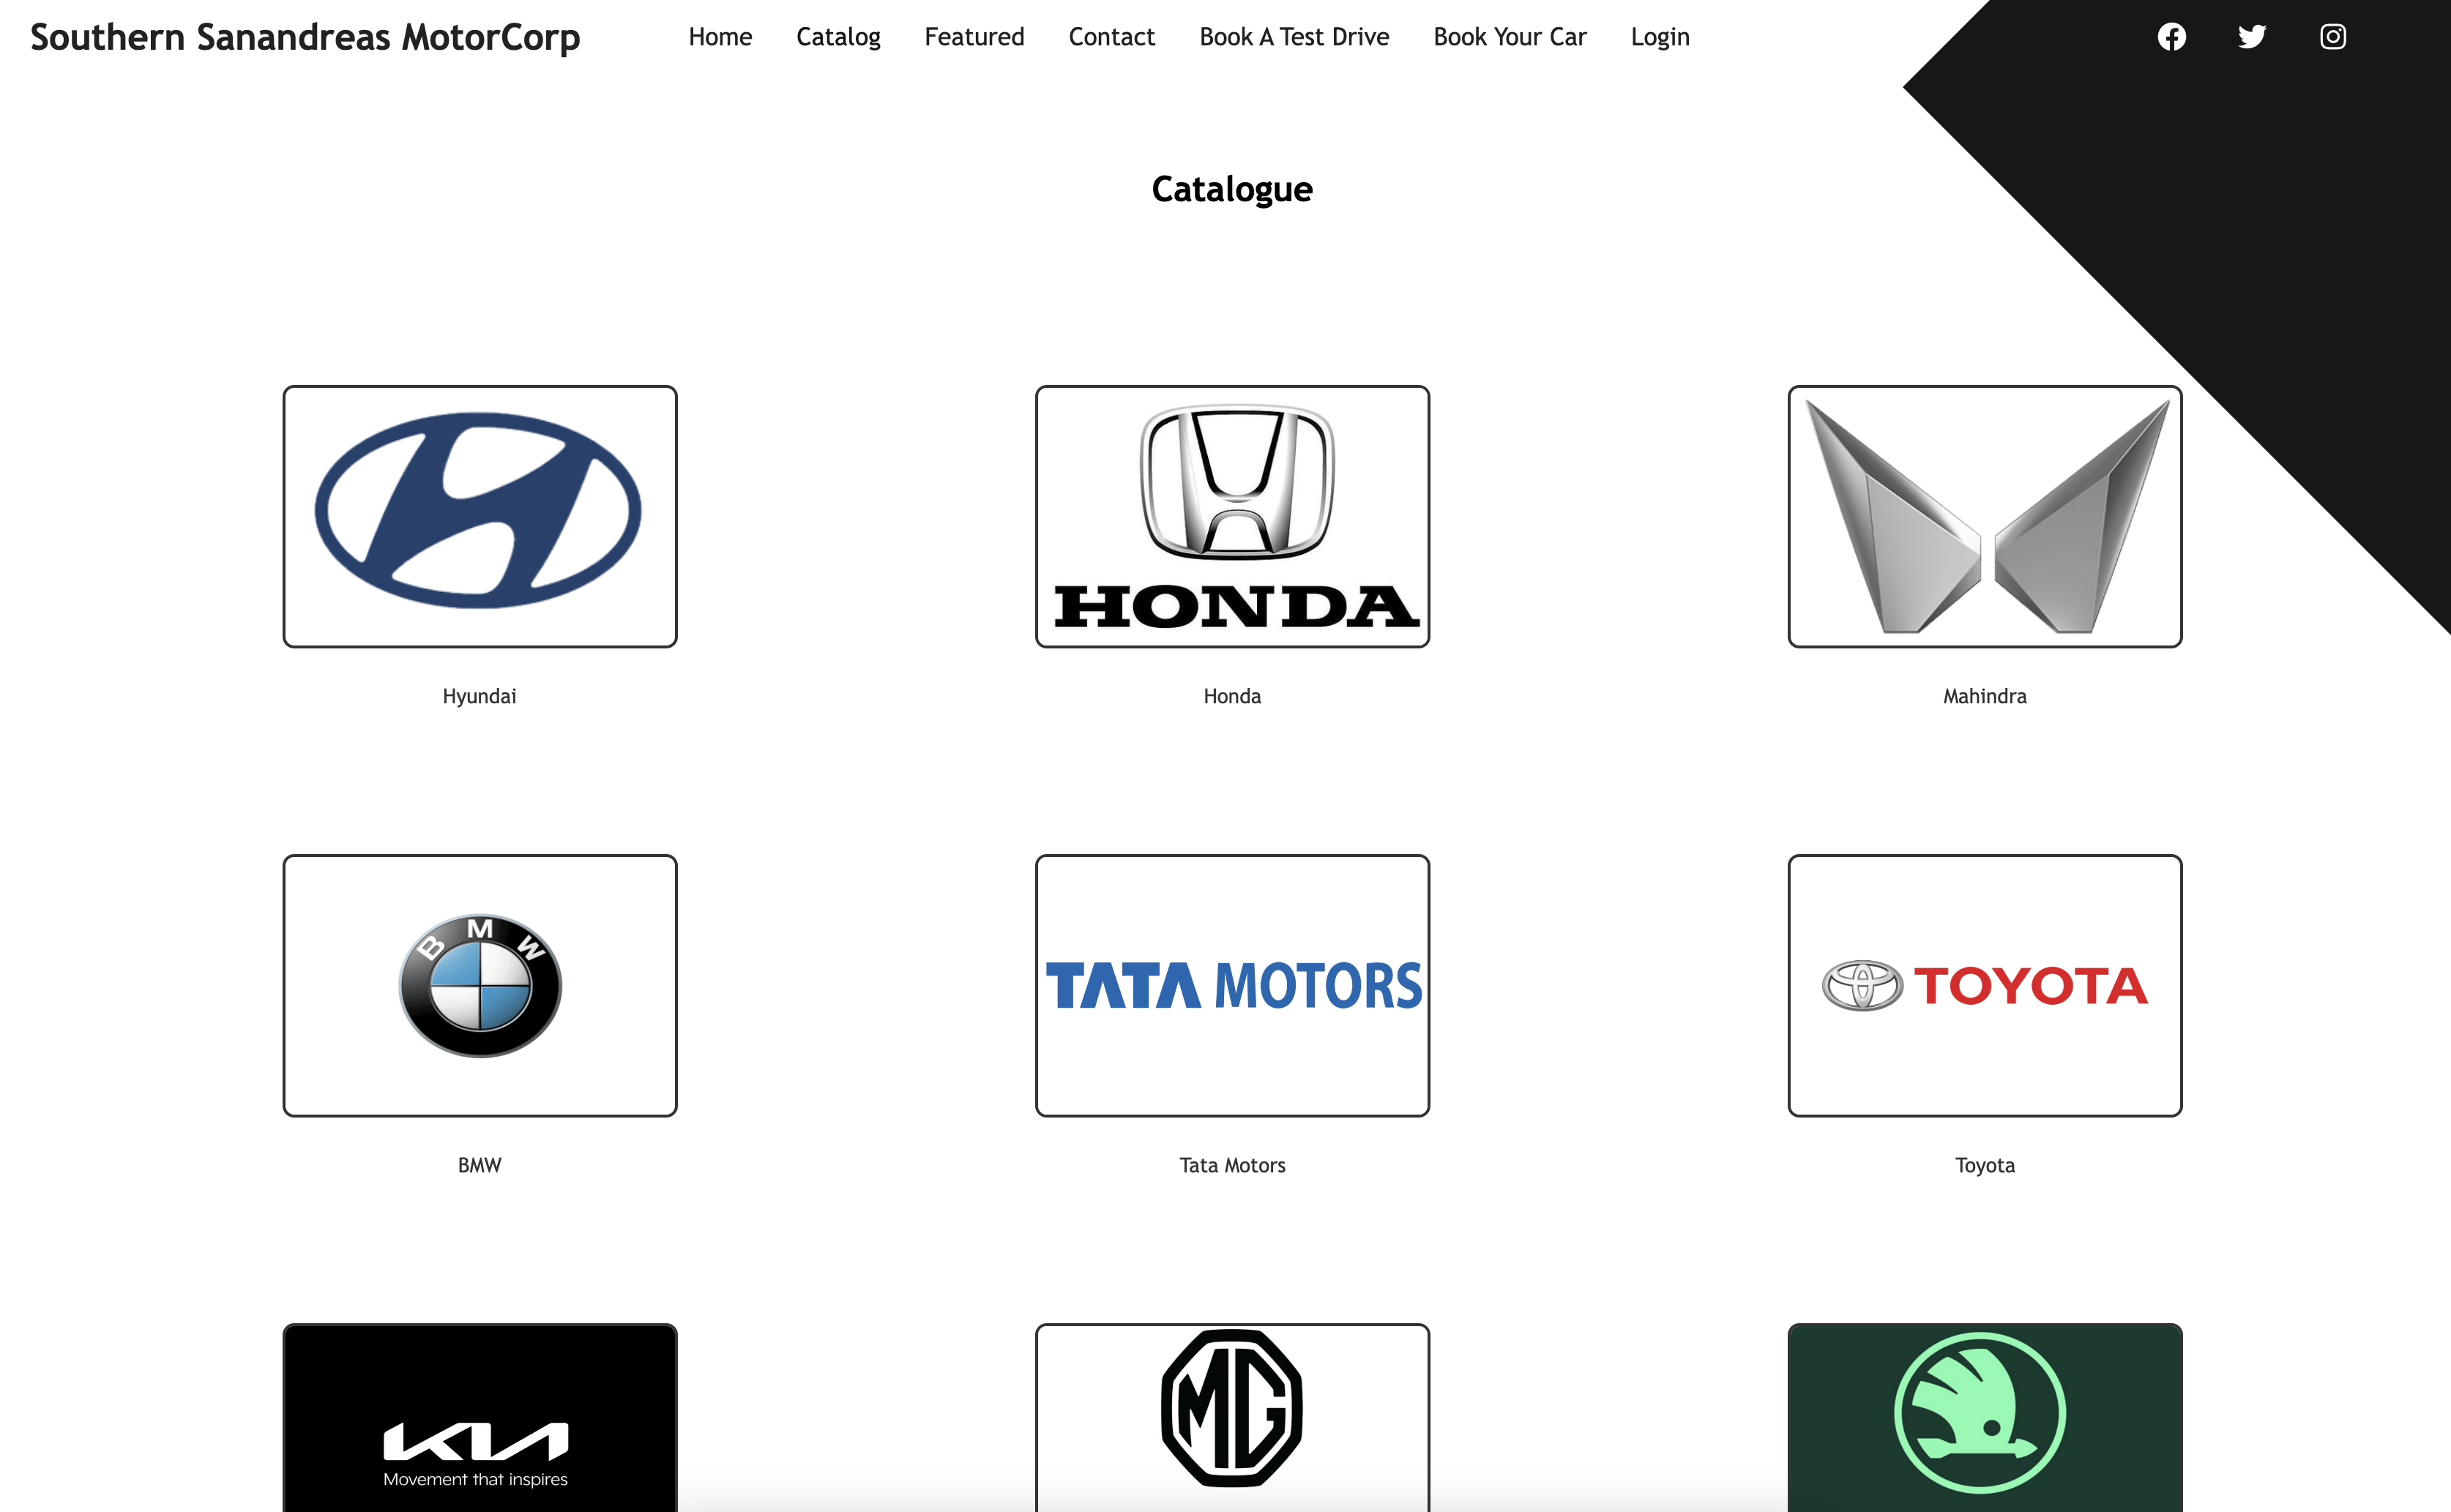 Southern Sanandreas MotorCorp Home Catalog Featured Contact Book A Test Drive Book Your Car Login
Catalogue
HONDA
Hyundai Honda Mahindra
BMW
TATA MOTORS
TOYOTA
BMW Tata Motors Toyota
KIA
Movement that inspires
MG